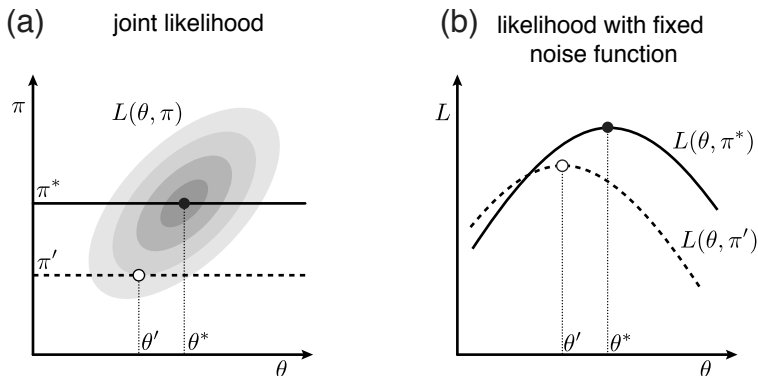 (a) joint likelihood
π
L(θ, π)
π*
π′
θ′ θ*
θ
(b) likelihood with fixed
noise function
L
L(θ, π*)
L(θ, π′)
θ′ θ*
θ